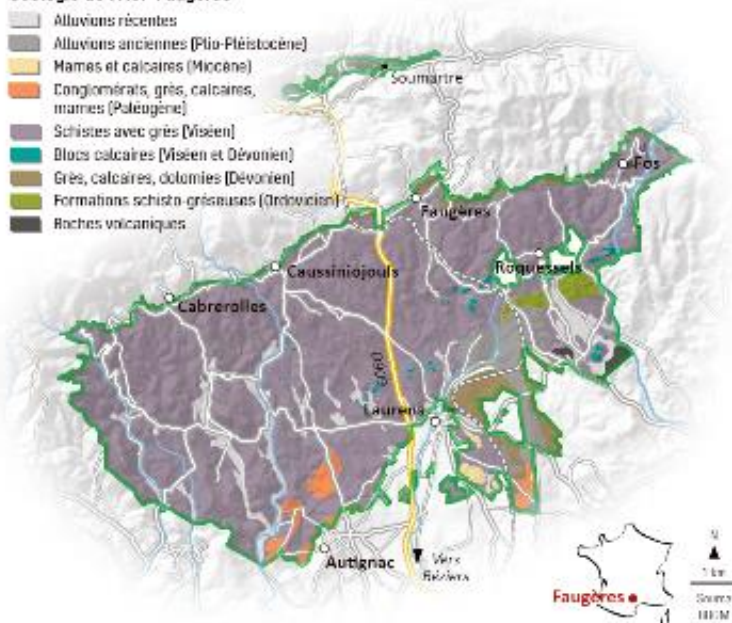 Alluvions récentes
Alluvions anciennes (Plio-Pléistocène)
Marnes et calcaires (Miocène)
Conglomérats, grès, calcaires,
marnes (Paléogène)
Schistes avec grès (Viséen)
Blocs calcaires (Viséen et Dévonien)
Grès, calcaires, dolomies (Dévonien)
Formations schisto-gréseuses (Ordovicien)
Roches volcaniques
Soumartre
Fos
Faugères
Roquessels
Caussiniojouls
Cabrerolles
D909
Laurens
Autignac
Vers
Béziers
N
1 km
Faugères